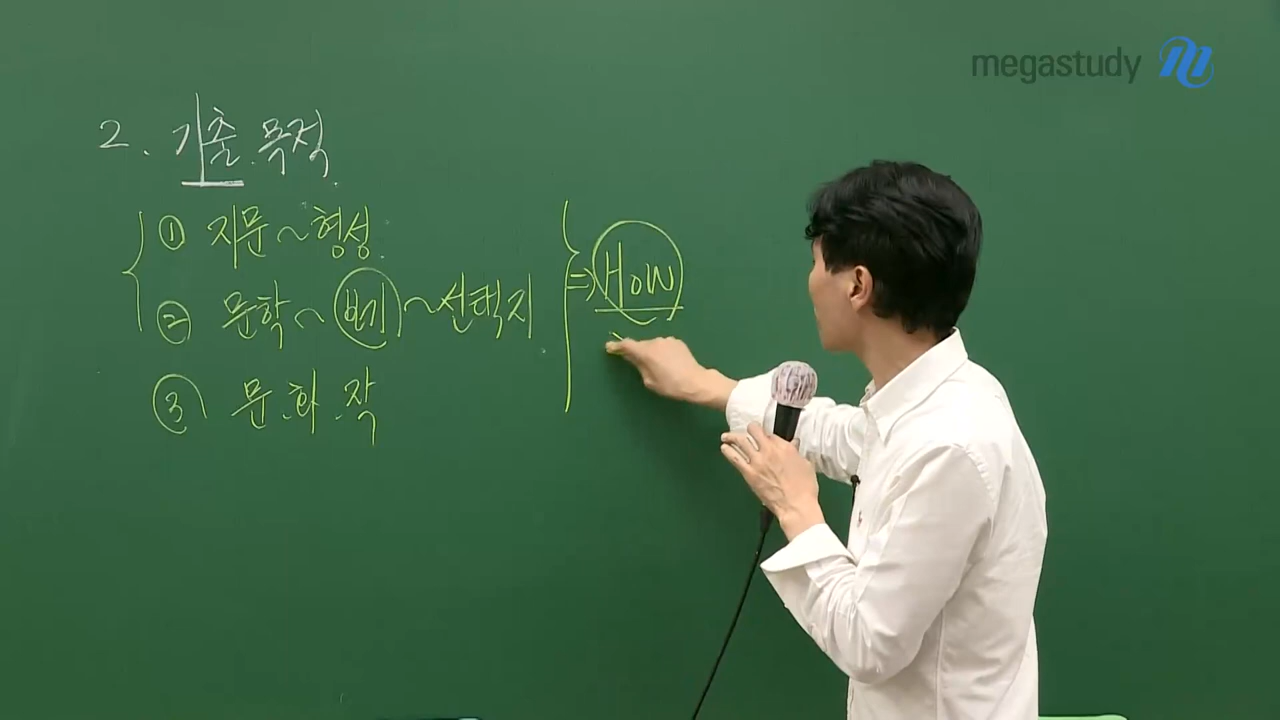 megastudy
2. 기출 목적
① 지문~형성
② 문학~보기~선택지
③ 문.화.작
⇒ How